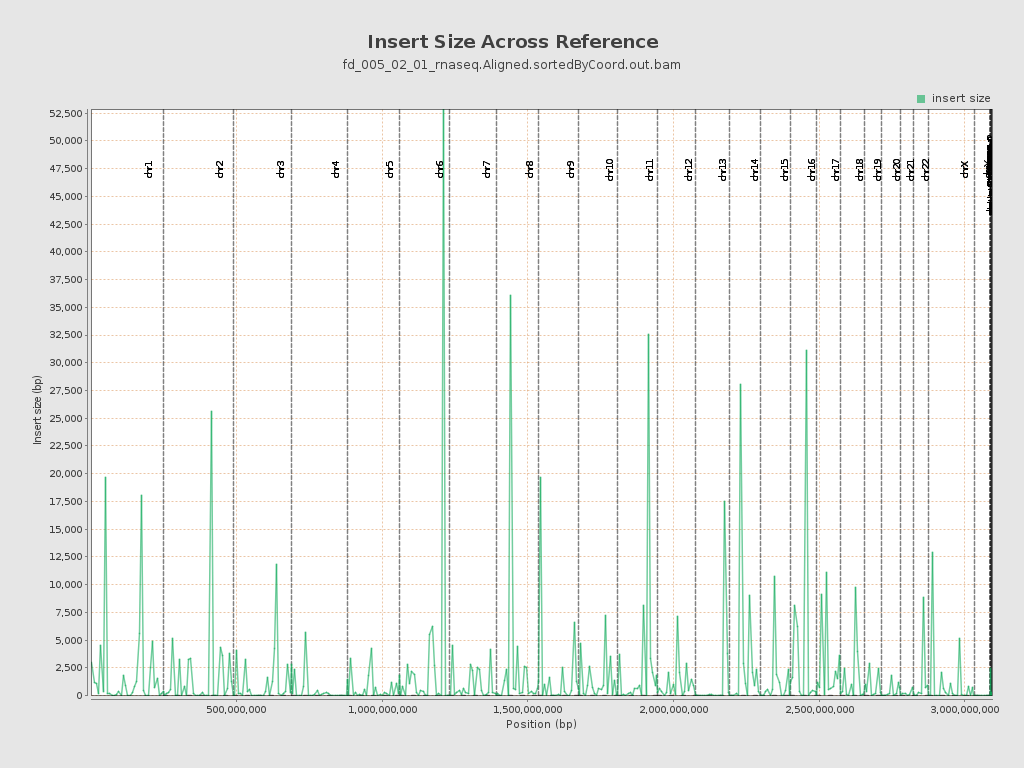 Insert Size Across Reference
fd_005_02_01_rnaseq.Aligned.sortedByCoord.out.bam
insert size
52,500
50,000
47,500
45,000
42,500
40,000
37,500
35,000
32,500
30,000
27,500
25,000
22,500
20,000
17,500
15,000
12,500
10,000
7,500
5,000
2,500
0
Insert size (bp)
chr1
chr2
chr3
chr4
chr5
chr6
chr7
chr8
chr9
chr10
chr11
chr12
chr13
chr14
chr15
chr16
chr17
chr18
chr19
chr20
chr21
chr22
chrX
500,000,000
1,000,000,000
1,500,000,000
2,000,000,000
2,500,000,000
3,000,000,000
Position (bp)